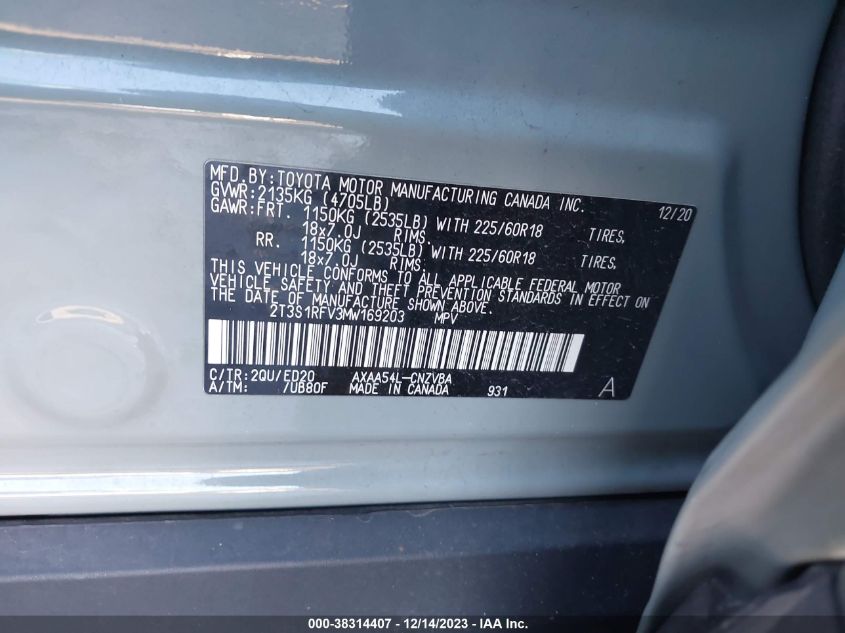 MFD.BY:TOYOTA MOTOR MANUFACTURING CANADA INC.
GVWR:2135KG (4705LB) 12/20
GAWR:FRT. 1150KG (2535LB) WITH 225/60R18 TIRES,
18x7.0J RIMS.
RR. 1150KG (2535LB) WITH 225/60R18 TIRES,
18x7.0J RIMS.
THIS VEHICLE CONFORMS TO ALL APPLICABLE FEDERAL MOTOR
VEHICLE SAFETY AND THEFT PREVENTION STANDARDS IN EFFECT ON
THE DATE OF MANUFACTURE SHOWN ABOVE.
2T3S1RFV3MW169203 MPV
C/TR:2QU/ED20 AXAA54L-CNZVBA
A/TM: /UB80F MADE IN CANADA 931 A
000-38314407 - 12/14/2023 - IAA Inc.